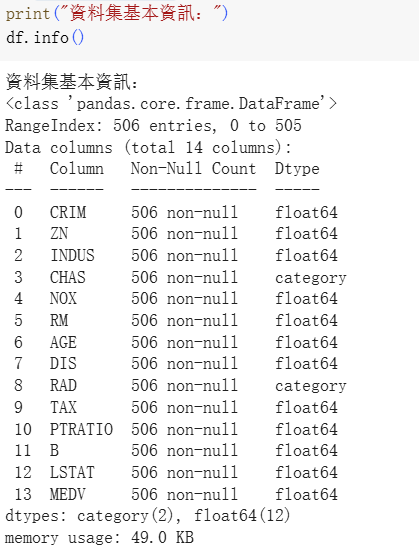 print("資料集基本資訊：")
df.info()
資料集基本資訊：
<class 'pandas.core.frame.DataFrame'>
RangeIndex: 506 entries, 0 to 505
Data columns (total 14 columns):
 #   Column   Non-Null Count  Dtype
---  ------   --------------  -----
 0   CRIM     506 non-null    float64
 1   ZN       506 non-null    float64
 2   INDUS    506 non-null    float64
 3   CHAS     506 non-null    category
 4   NOX      506 non-null    float64
 5   RM       506 non-null    float64
 6   AGE      506 non-null    float64
 7   DIS      506 non-null    float64
 8   RAD      506 non-null    category
 9   TAX      506 non-null    float64
 10  PTRATIO  506 non-null    float64
 11  B        506 non-null    float64
 12  LSTAT    506 non-null    float64
 13  MEDV     506 non-null    float64
dtypes: category(2), float64(12)
memory usage: 49.0 KB